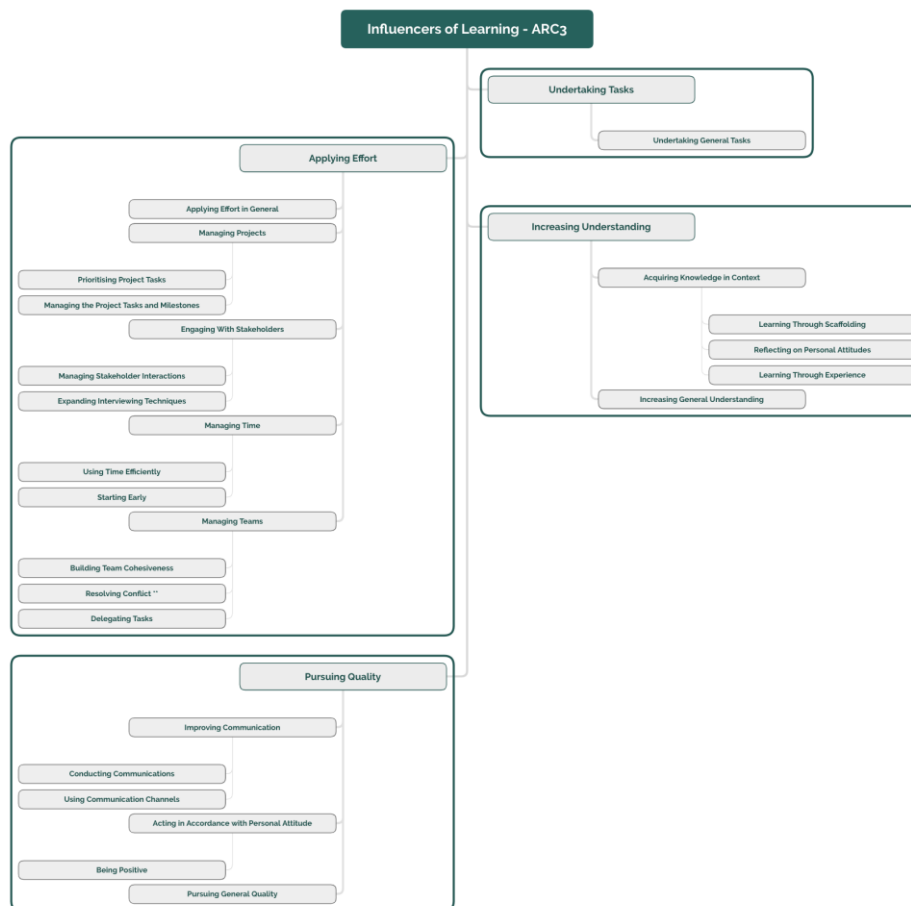 Influencers of Learning - ARC3
Undertaking Tasks
Undertaking General Tasks
Applying Effort
Applying Effort in General
Managing Projects
Prioritising Project Tasks
Managing the Project Tasks and Milestones
Engaging With Stakeholders
Managing Stakeholder Interactions
Expanding Interviewing Techniques
Managing Time
Using Time Efficiently
Starting Early
Managing Teams
Building Team Cohesiveness
Resolving Conflict **
Delegating Tasks
Increasing Understanding
Acquiring Knowledge in Context
Learning Through Scaffolding
Reflecting on Personal Attitudes
Learning Through Experience
Increasing General Understanding
Pursuing Quality
Improving Communication
Conducting Communications
Using Communication Channels
Acting in Accordance with Personal Attitude
Being Positive
Pursuing General Quality